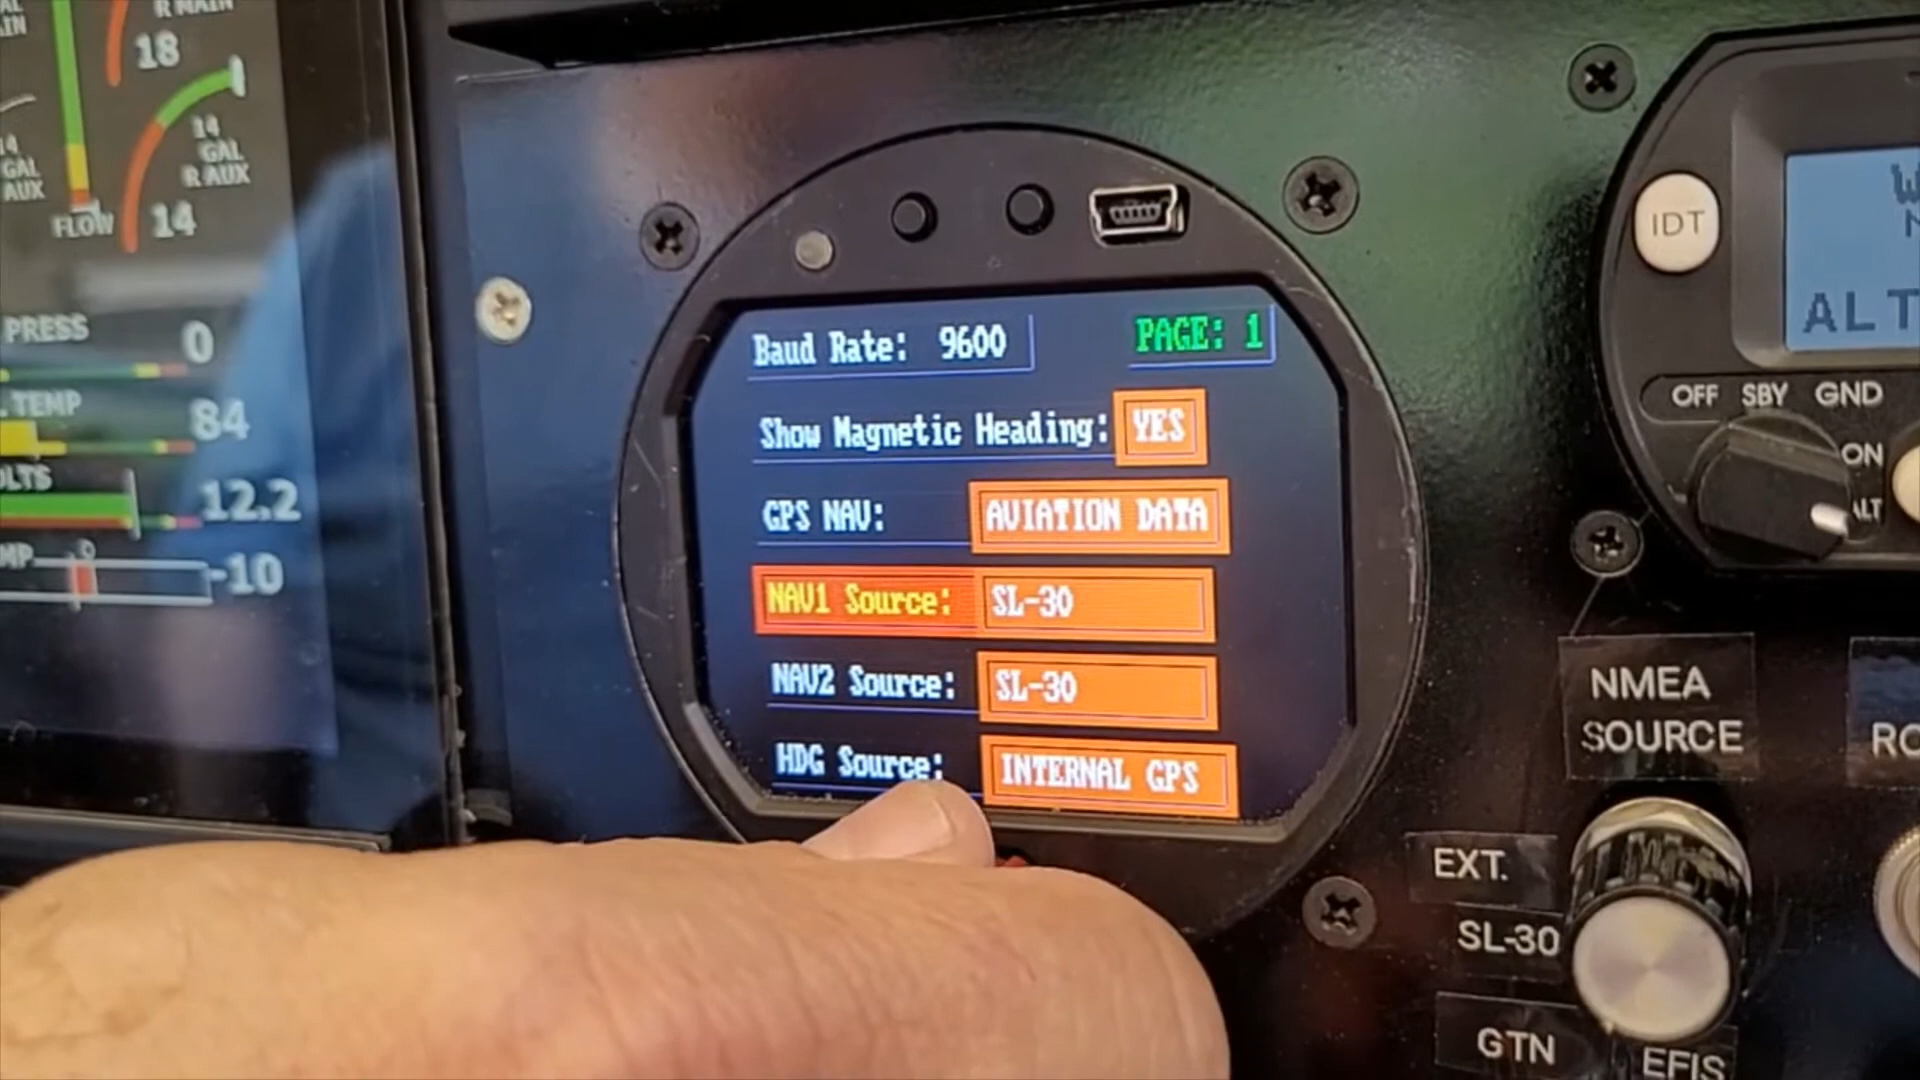 R MAIN
18
14
GAL
R AUX
14
GAL
AUX
FLOW
14
PRESS
0
TEMP
84
12.2
-10
Baud Rate: 9600
PAGE: 1
Show Magnetic Heading: YES
GPS NAV: AVIATION DATA
NAV1 Source: SL-30
NAV2 Source: SL-30
HDG Source: INTERNAL GPS
IDT
ALT
OFF SBY GND
ON
ALT
NMEA
SOURCE
EXT.
SL-30
GTN
EFIS